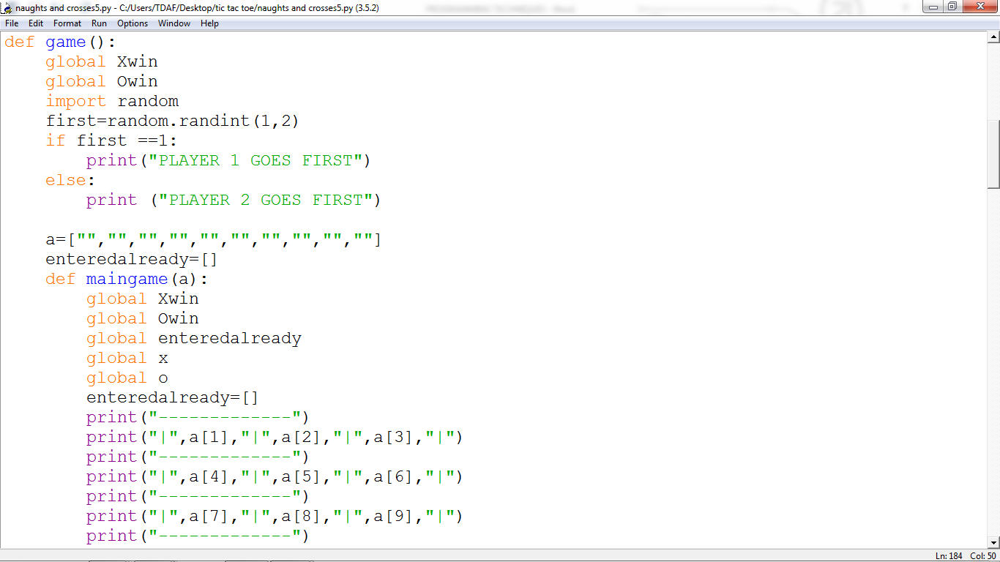 naughts and crosses5.py - C:/Users/TDAF/Desktop/tic tac toe/naughts and crosses5.py (3.5.2)
File Edit Format Run Options Window Help
def game():
    global Xwin
    global Owin
    import random
    first=random.randint(1,2)
    if first ==1:
        print("PLAYER 1 GOES FIRST")
    else:
        print ("PLAYER 2 GOES FIRST")
    a=["","","","","","","","","",""]
    enteredalready=[]
    def maingame(a):
        global Xwin
        global Owin
        global enteredalready
        global x
        global o
        enteredalready=[]
        print("-------------")
        print("|",a[1],"|",a[2],"|",a[3],"|")
        print("-------------")
        print("|",a[4],"|",a[5],"|",a[6],"|")
        print("-------------")
        print("|",a[7],"|",a[8],"|",a[9],"|")
        print("-------------")
Ln: 184 Col: 50